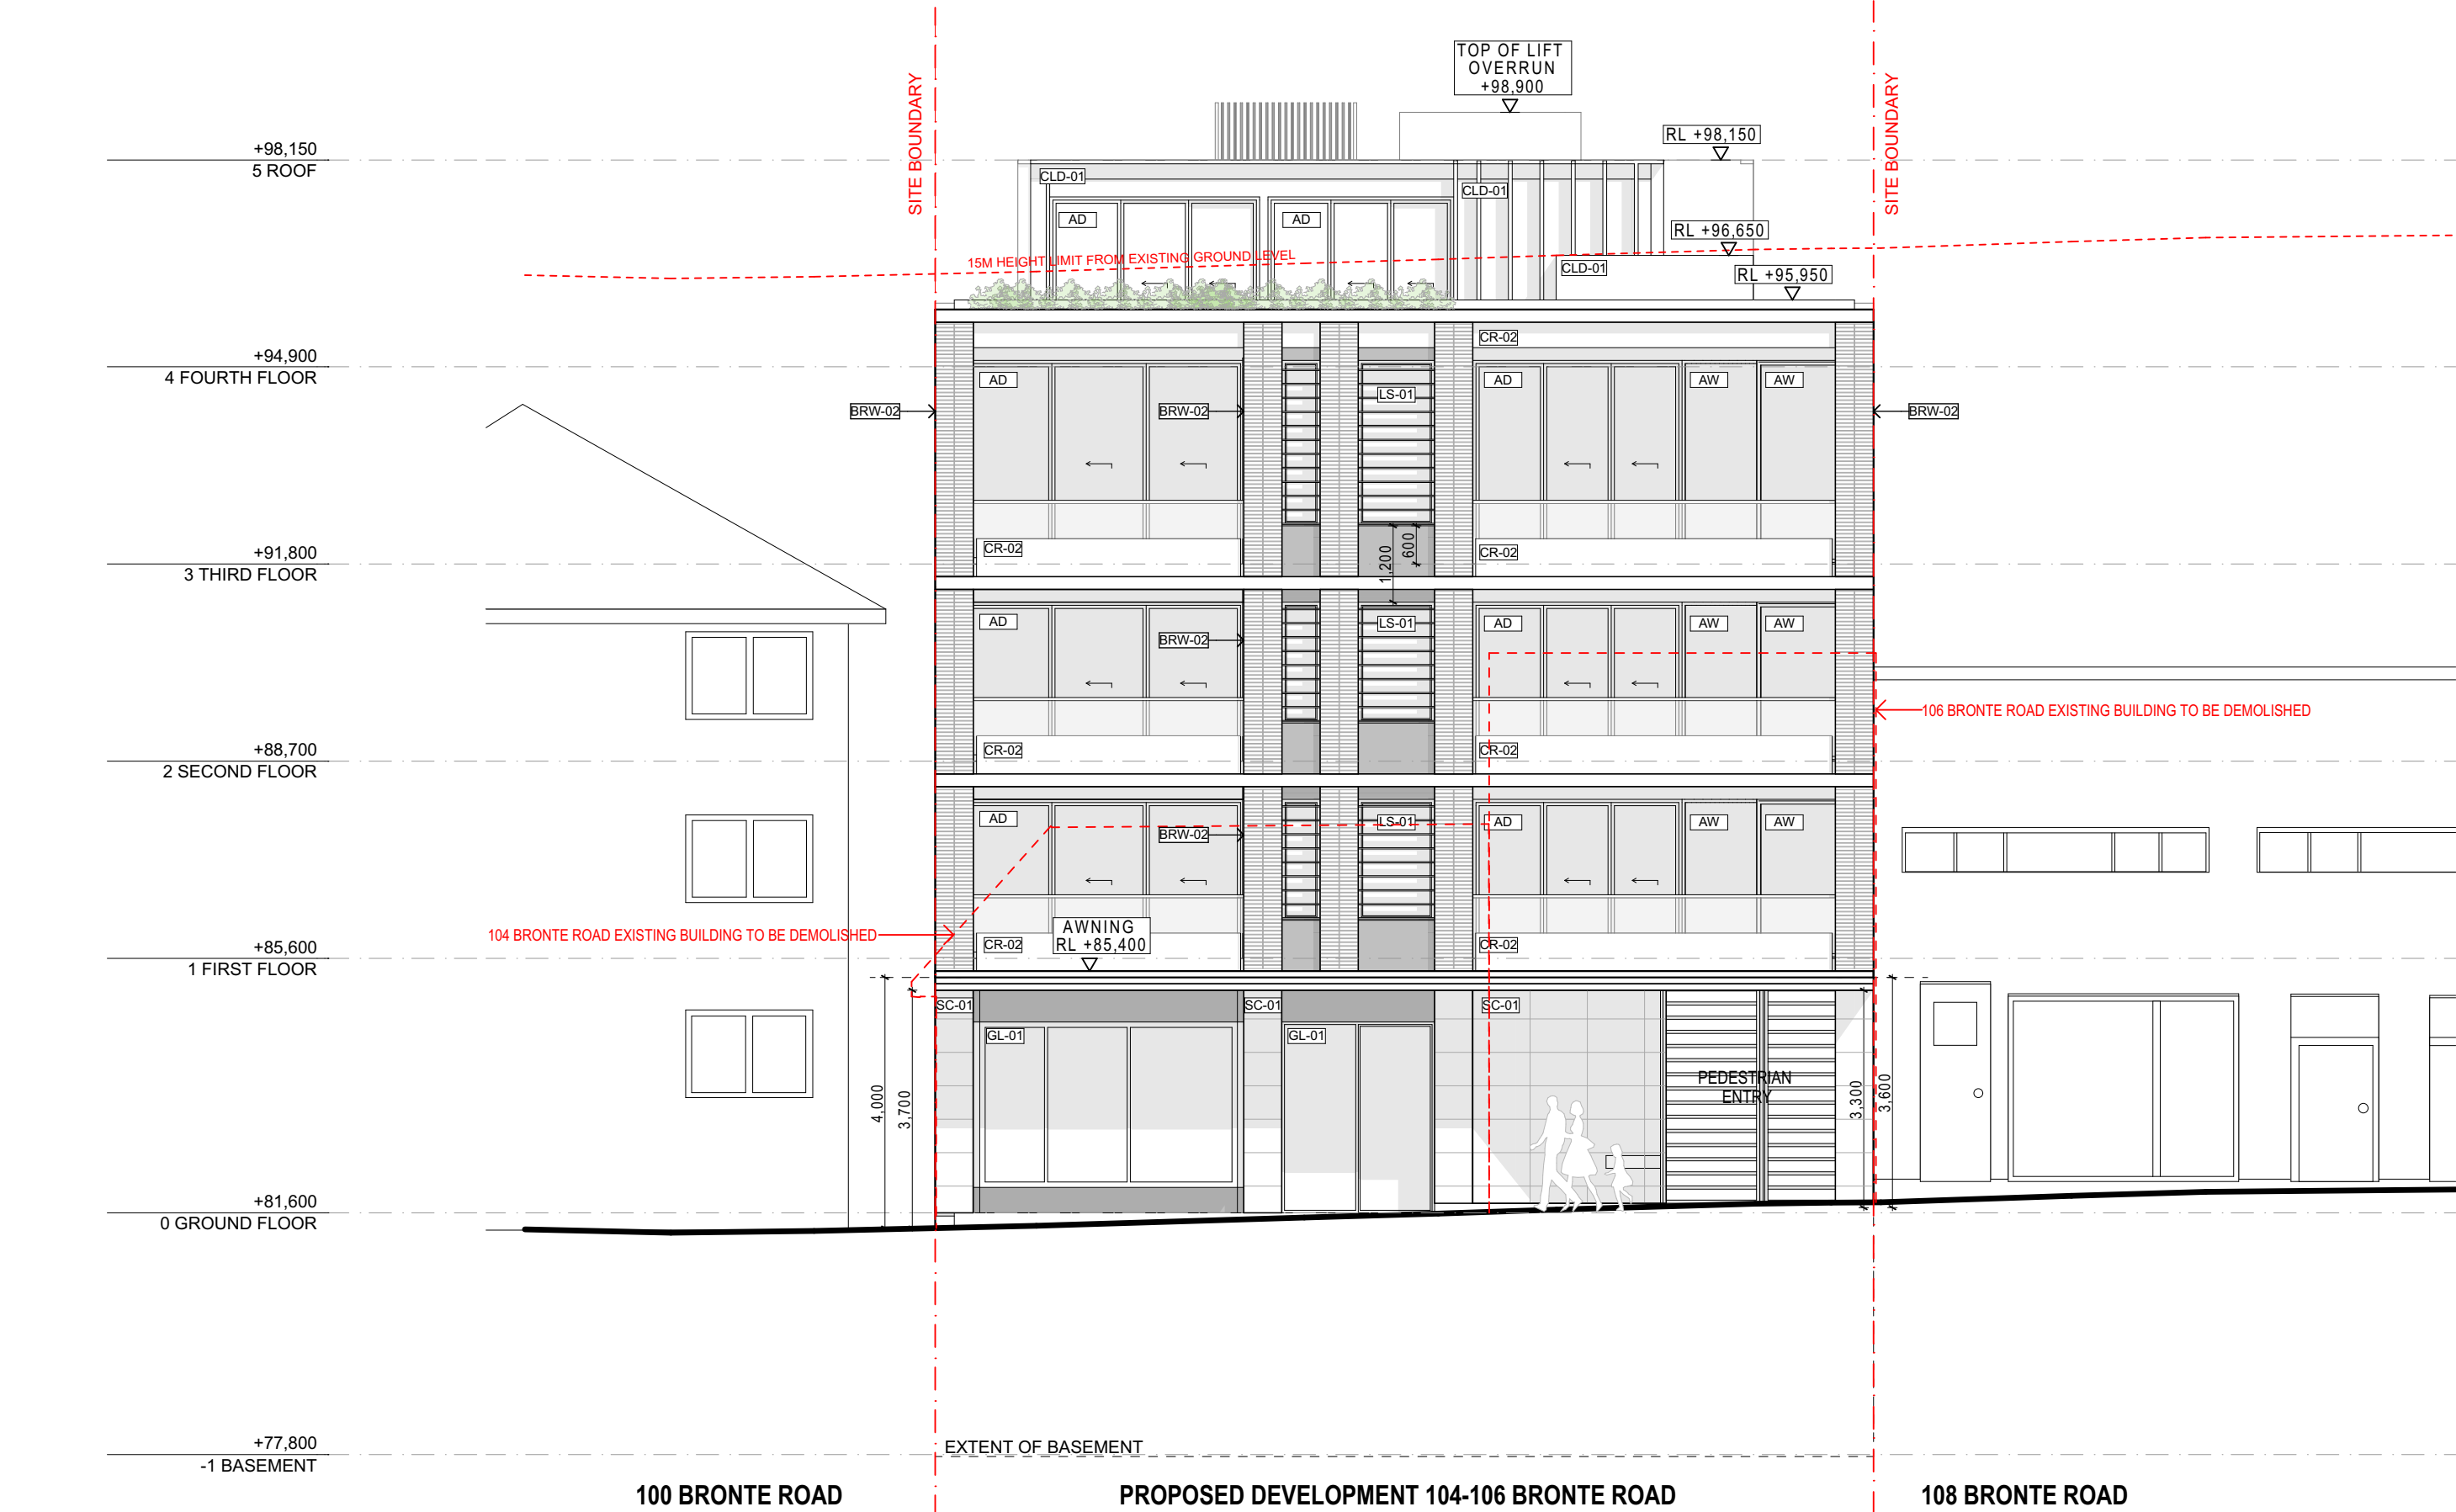 TOP OF LIFT
OVERRUN
+98,900
SITE BOUNDARY
SITE BOUNDARY
RL +98,150
+98,150
5 ROOF
CLD-01
CLD-01
AD
AD
RL +96,650
15M HEIGHT LIMIT FROM EXISTING GROUND LEVEL
CLD-01
RL +95,950
CR-02
+94,900
4 FOURTH FLOOR
AD
LS-01
AD
AW
AW
BRW-02
BRW-02
BRW-02
+91,800
3 THIRD FLOOR
CR-02
1,200
600
CR-02
AD
LS-01
AD
AW
AW
BRW-02
106 BRONTE ROAD EXISTING BUILDING TO BE DEMOLISHED
+88,700
2 SECOND FLOOR
CR-02
CR-02
AD
LS-01
AD
AW
AW
BRW-02
104 BRONTE ROAD EXISTING BUILDING TO BE DEMOLISHED
AWNING
RL +85,400
CR-02
CR-02
+85,600
1 FIRST FLOOR
SC-01
SC-01
SC-01
GL-01
GL-01
PEDESTRIAN
ENTRY
4,000
3,700
3,300
3,600
+81,600
0 GROUND FLOOR
+77,800
-1 BASEMENT
EXTENT OF BASEMENT
100 BRONTE ROAD
PROPOSED DEVELOPMENT 104-106 BRONTE ROAD
108 BRONTE ROAD